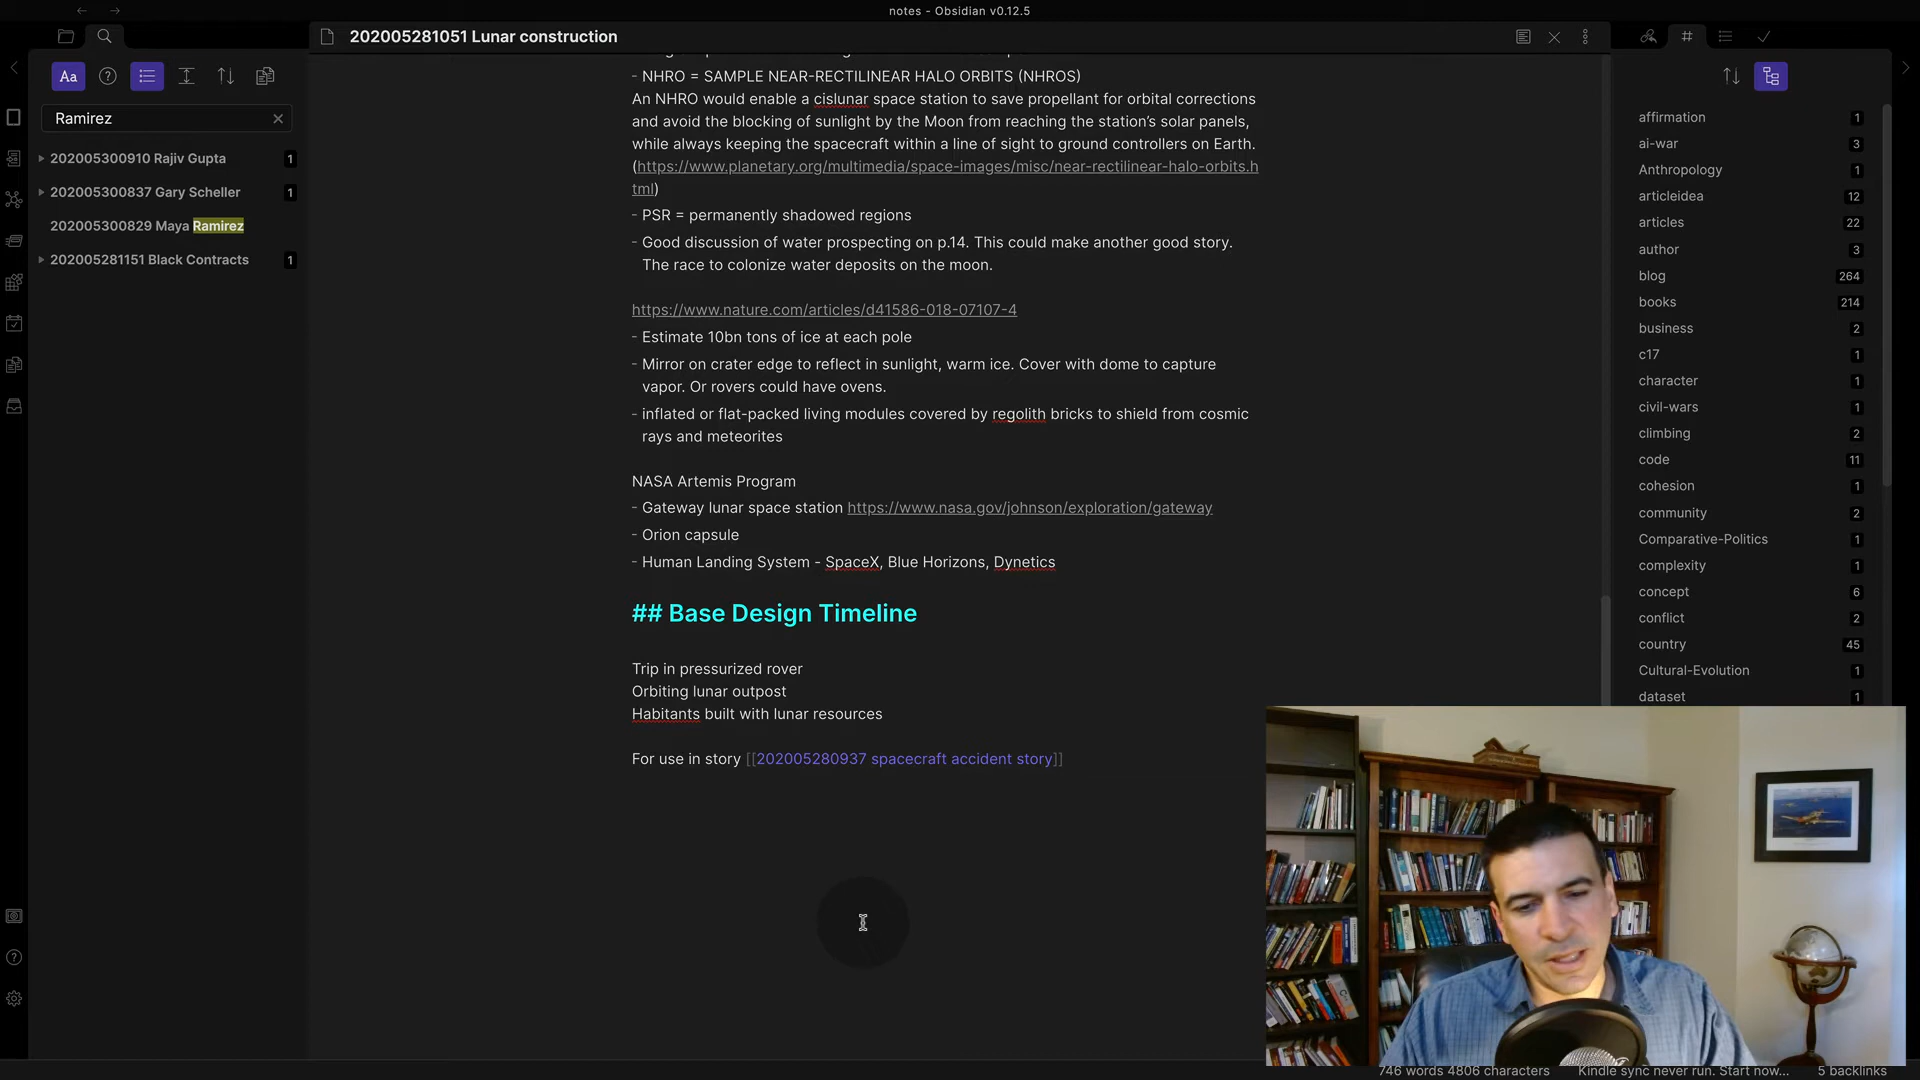 notes - Obsidian v0.12.5
202005281051 Lunar construction
Aa
Ramirez
202005300910 Rajiv Gupta 1
202005300837 Gary Scheller 1
202005300829 Maya Ramirez
202005281151 Black Contracts 1
- NHRO = SAMPLE NEAR-RECTILINEAR HALO ORBITS (NHROS)
An NHRO would enable a cislunar space station to save propellant for orbital corrections
and avoid the blocking of sunlight by the Moon from reaching the station's solar panels,
while always keeping the spacecraft within a line of sight to ground controllers on Earth.
(https://www.planetary.org/multimedia/space-images/misc/near-rectilinear-halo-orbits.h
tml)
- PSR = permanently shadowed regions
- Good discussion of water prospecting on p.14. This could make another good story.
The race to colonize water deposits on the moon.
https://www.nature.com/articles/d41586-018-07107-4
- Estimate 10bn tons of ice at each pole
- Mirror on crater edge to reflect in sunlight, warm ice. Cover with dome to capture
vapor. Or rovers could have ovens.
- inflated or flat-packed living modules covered by regolith bricks to shield from cosmic
rays and meteorites
NASA Artemis Program
- Gateway lunar space station https://www.nasa.gov/johnson/exploration/gateway
- Orion capsule
- Human Landing System - SpaceX, Blue Horizons, Dynetics
## Base Design Timeline
Trip in pressurized rover
Orbiting lunar outpost
Habitants built with lunar resources
For use in story [[202005280937 spacecraft accident story]]
affirmation 1
ai-war 3
Anthropology 1
articleidea 12
articles 22
author 3
blog 264
books 214
business 2
c17 1
character 1
civil-wars 1
climbing 2
code 11
cohesion 1
community 2
Comparative-Politics 1
complexity 1
concept 6
conflict 2
country 45
Cultural-Evolution 1
dataset 1
746 words 4806 characters
Kindle sync never run. Start now...
5 backlinks